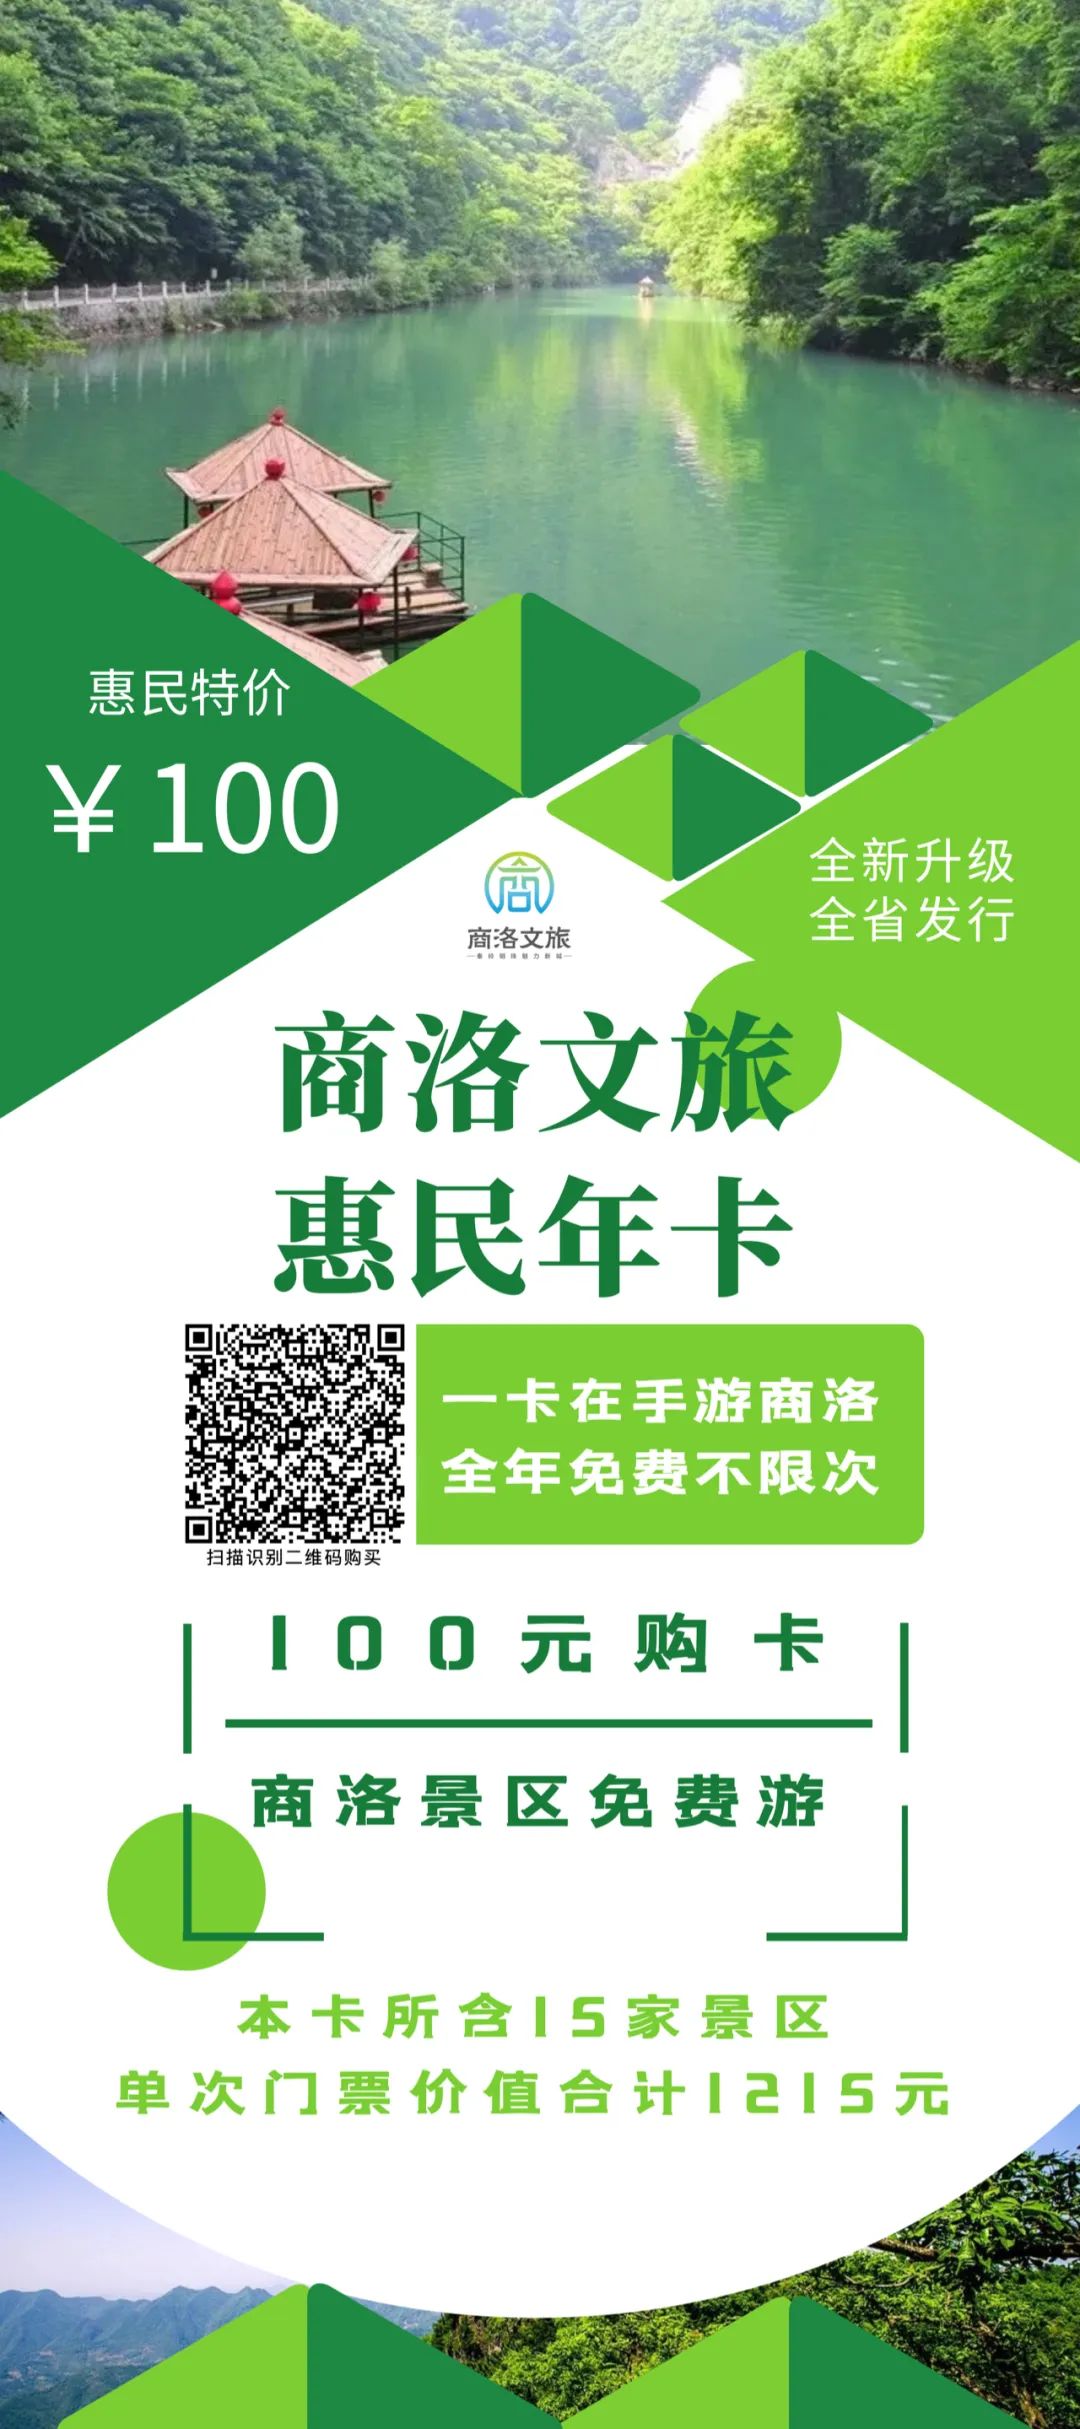 惠民特价
￥100
全新升级
全省发行
商洛文旅
商洛文旅
惠民年卡
一卡在手游商洛
全年免费不限次
扫描识别二维码购买
100元购卡
商洛景区免费游
本卡所含15家景区
单次门票价值合计1215元